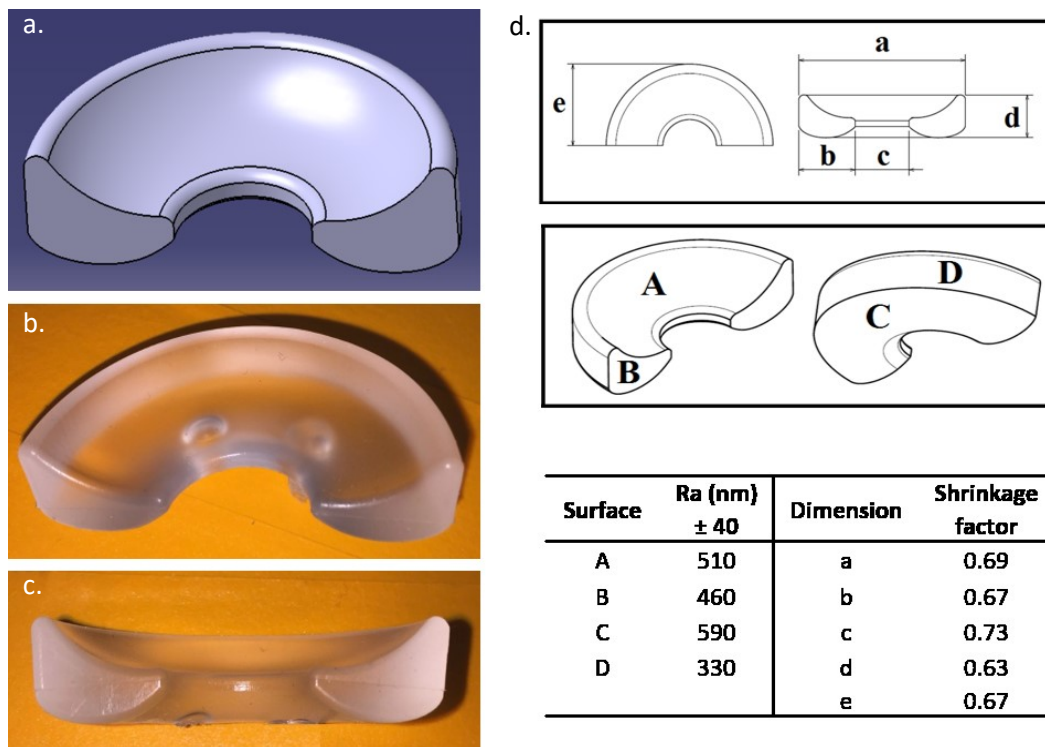 a.
b.
c.
d.
a
e
d
b
c
A
B
D
C
Surface Ra (nm) ± 40 Dimension Shrinkage factor
A 510 a 0.69
B 460 b 0.67
C 590 c 0.73
D 330 d 0.63
e 0.67